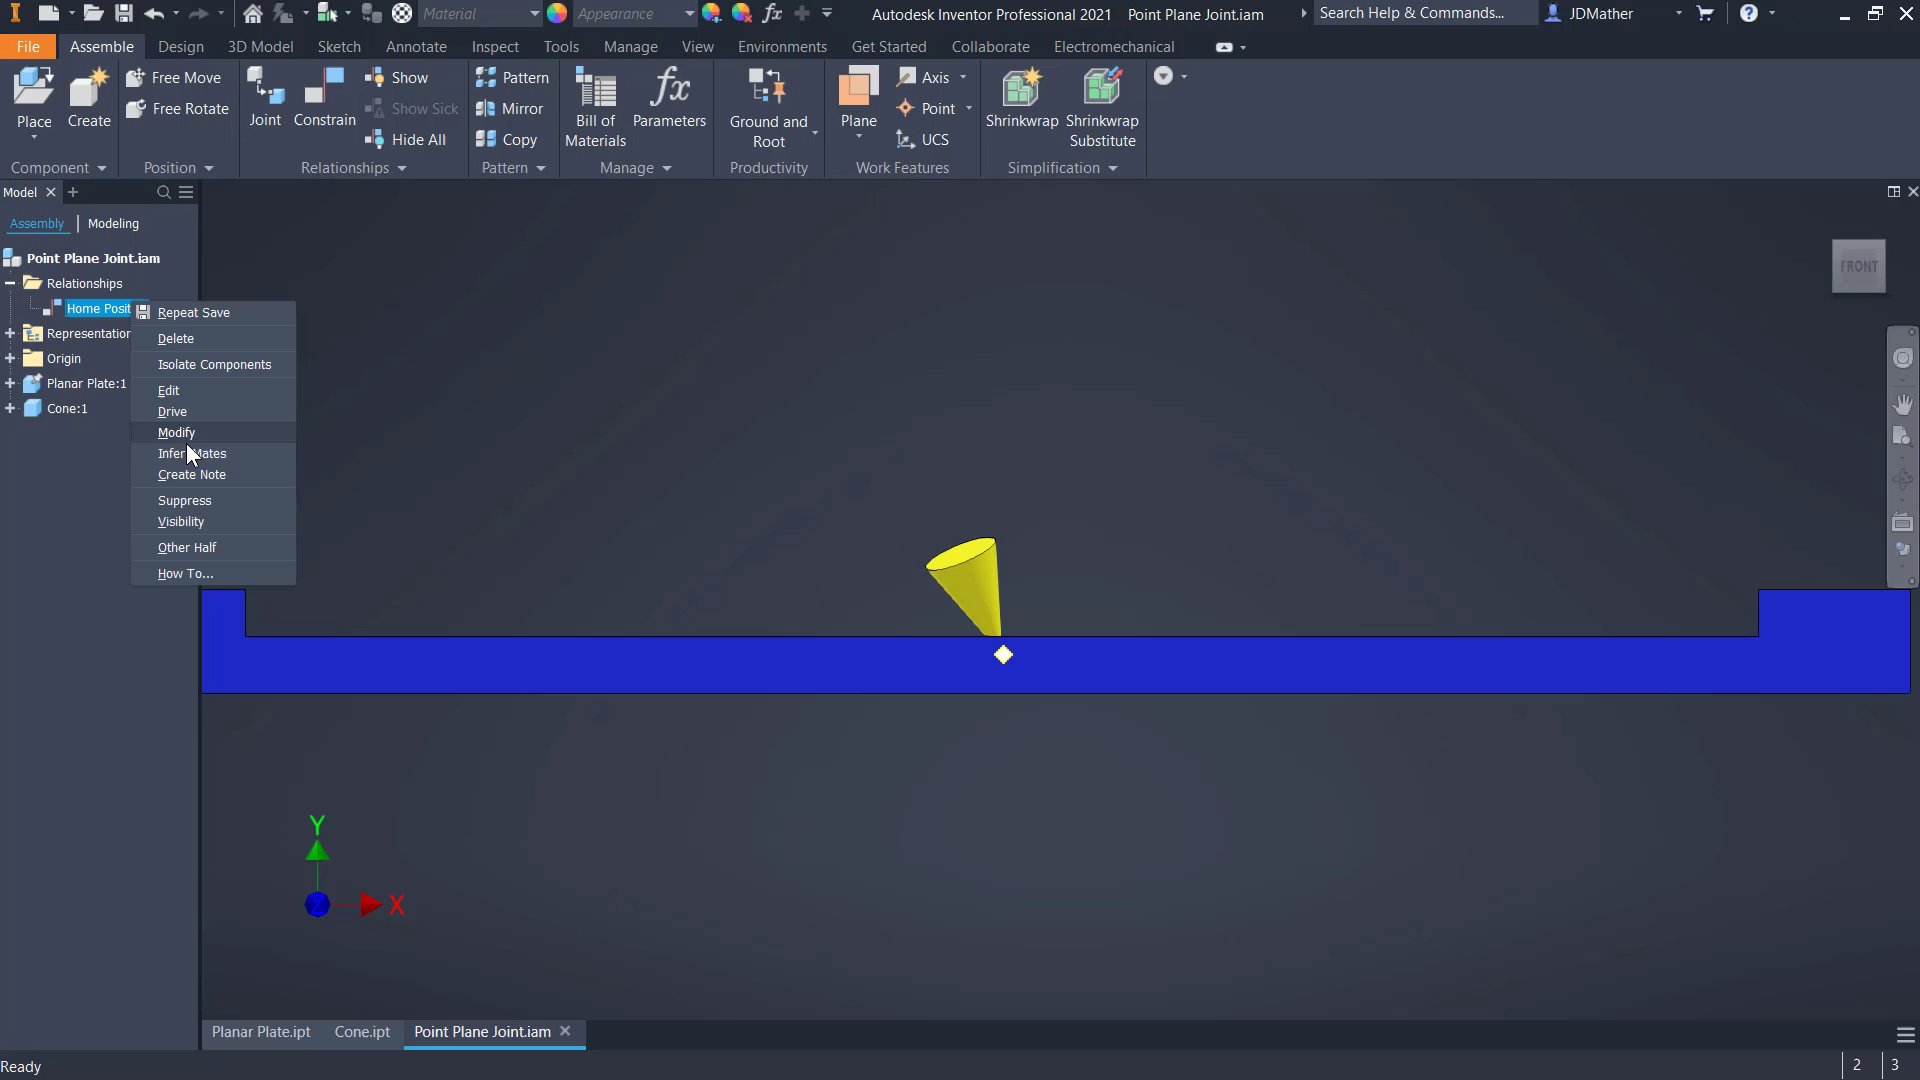 Material
Appearance
Autodesk Inventor Professional 2021 Point Plane Joint.iam
Search Help & Commands...
JDMather
File Assemble Design 3D Model Sketch Annotate Inspect Tools Manage View Environments Get Started Collaborate Electromechanical
Place
Create
Free Move
Free Rotate
Joint
Constrain
Show
Show Sick
Hide All
Pattern
Mirror
Copy
Bill of
Materials
fx
Parameters
Ground and
Root
Plane
Axis
Point
UCS
Shrinkwrap
Shrinkwrap
Substitute
Component Position Relationships Pattern Manage Productivity Work Features Simplification
Model
Assembly Modeling
Point Plane Joint.iam
Relationships
Home Posit
Origin
Planar Plate:1
Cone:1
Repeat Save
Delete
Isolate Components
Edit
Drive
Modify
Create Note
Suppress
Visibility
Other Half
How To...
FRONT
Y
X
Z
Planar Plate.ipt Cone.ipt Point Plane Joint.iam
Ready
2 3